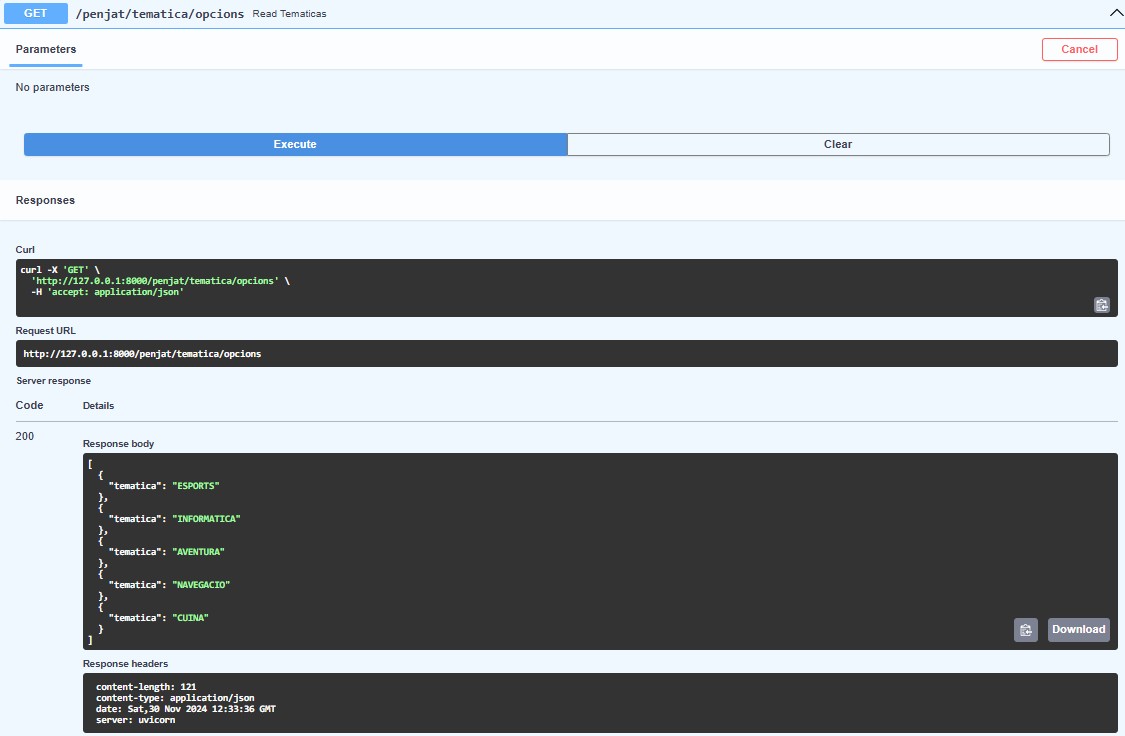 GET /penjat/tematica/opcions Read Tematicas
Parameters
Cancel
No parameters
Execute
Clear
Responses
Curl
curl -X 'GET' \
  'http://127.0.0.1:8000/penjat/tematica/opcions' \
  -H 'accept: application/json'
Request URL
http://127.0.0.1:8000/penjat/tematica/opcions
Server response
Code Details
200
Response body
[
  {
    "tematica": "ESPORTS"
  },
  {
    "tematica": "INFORMATICA"
  },
  {
    "tematica": "AVENTURA"
  },
  {
    "tematica": "NAVEGACIO"
  },
  {
    "tematica": "CUINA"
  }
]
Download
Response headers
content-length: 121
content-type: application/json
date: Sat,30 Nov 2024 12:33:36 GMT
server: uvicorn